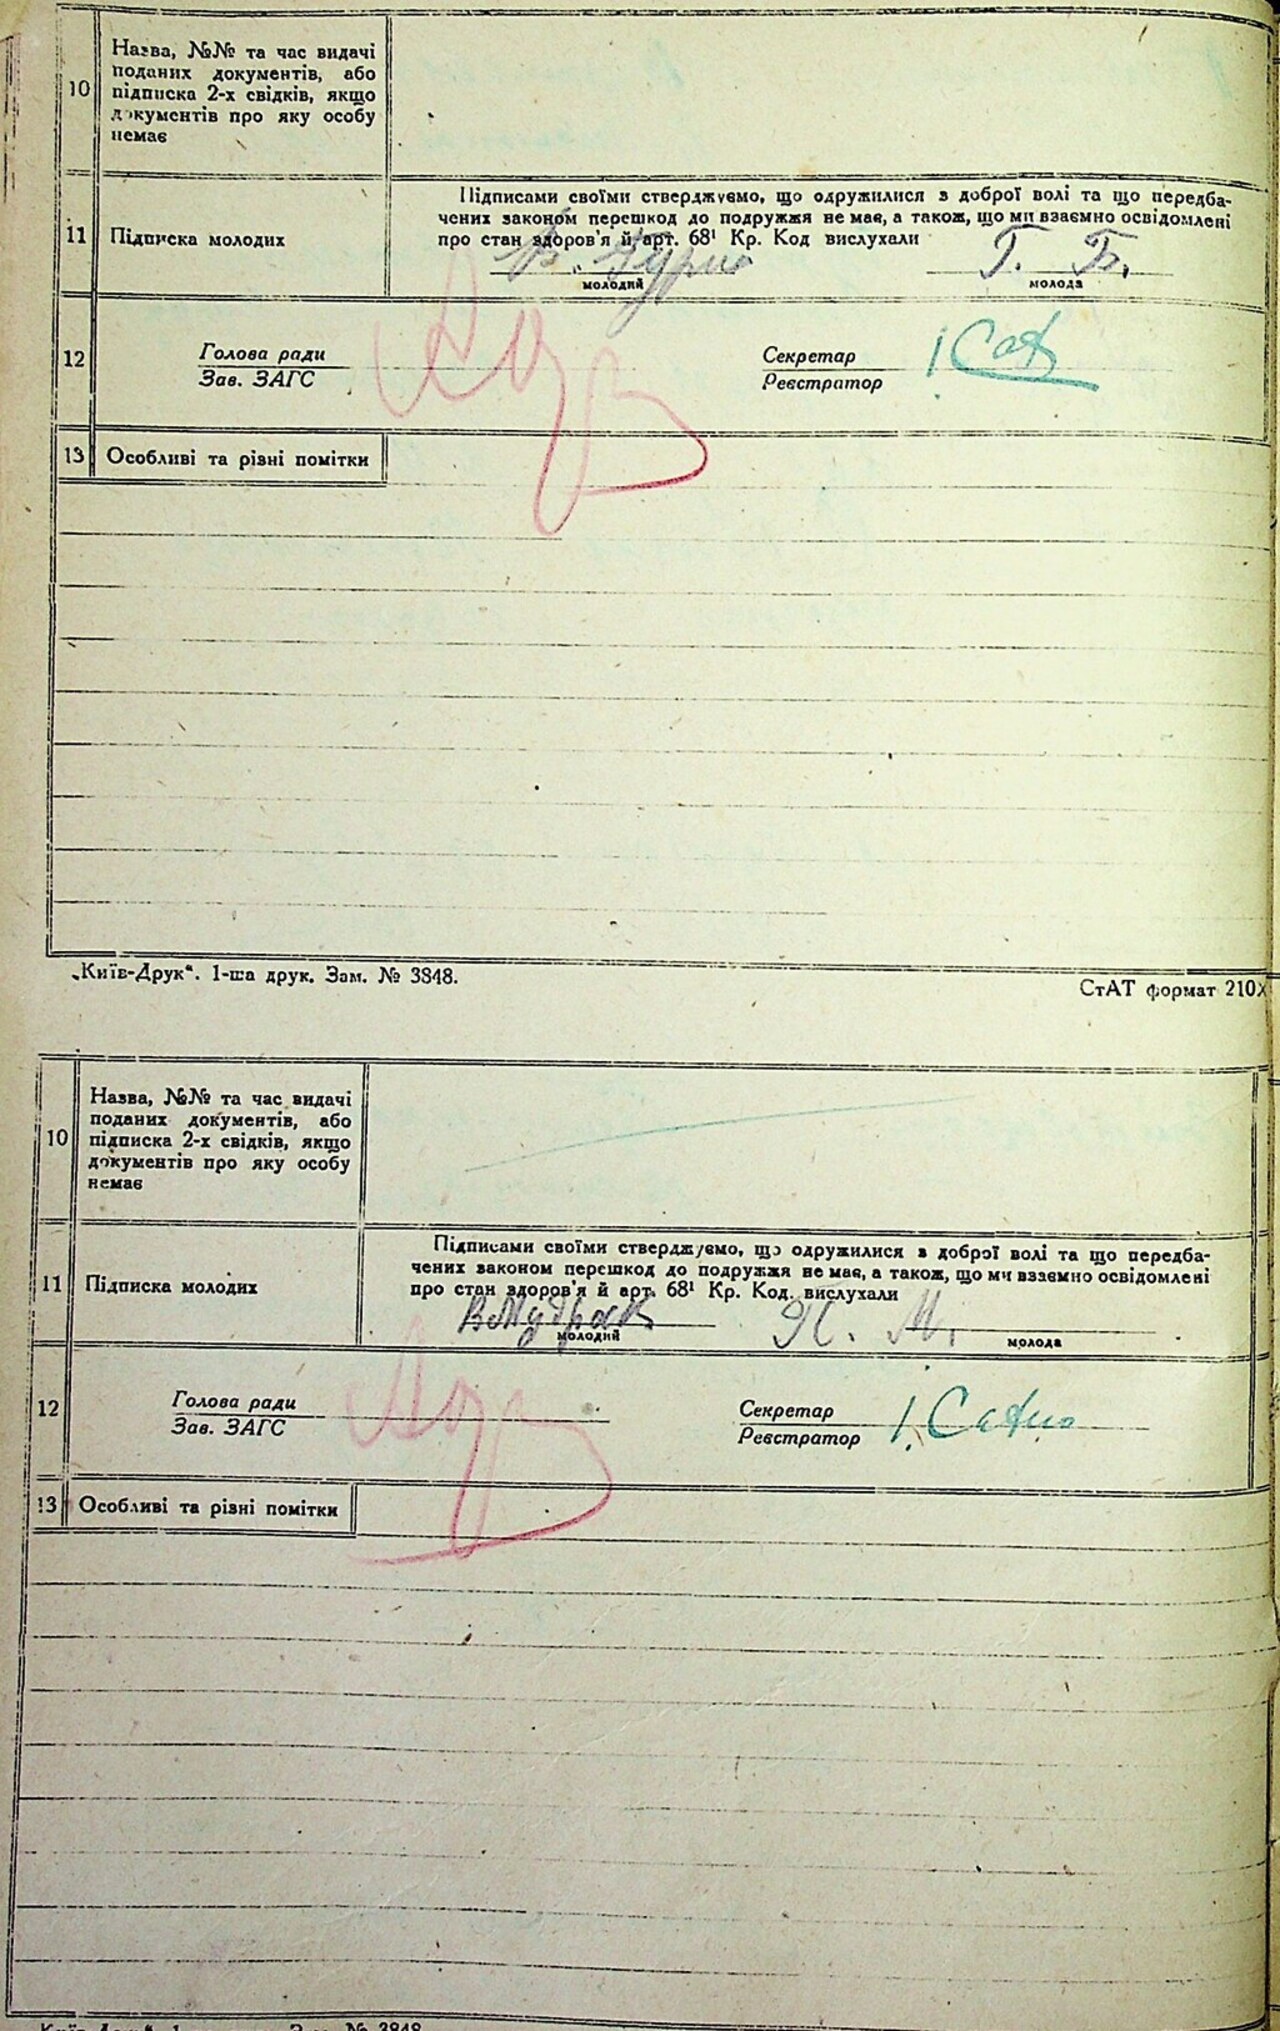 10
Назва, №№ та час видачі
поданих документів, або
підписка 2-х свідків, якщо
документів про яку особу
немає
11
Підписка молодих
Підписами своїми стверджуємо, що одружилися з доброї волі та що передба-
чених законом перешкод до подружжя не має, а також, що ми взаємно освідомлені
про стан здоров'я й арт. 68¹ Кр. Код вислухали
Г. Б.
молодий
молода
12
Голова ради
Зав. ЗАГС
Секретар
Реєстратор
13
Особливі та різні помітки
„Київ-Друк“. 1-ша друк. Зам. № 3848.
СтАТ формат 210X
10
Назва, №№ та час видачі
поданих документів, або
підписка 2-х свідків, якщо
документів про яку особу
немає
11
Підписка молодих
Підписами своїми стверджуємо, що одружилися з доброї волі та що передба-
чених законом перешкод до подружжя не має, а також, що ми взаємно освідомлені
про стан здоров'я й арт. 68¹ Кр. Код. вислухали
В Мудрак
М.
молодий
молода
12
Голова ради
Зав. ЗАГС
Секретар
Реєстратор
13
Особливі та різні помітки
№ 3848